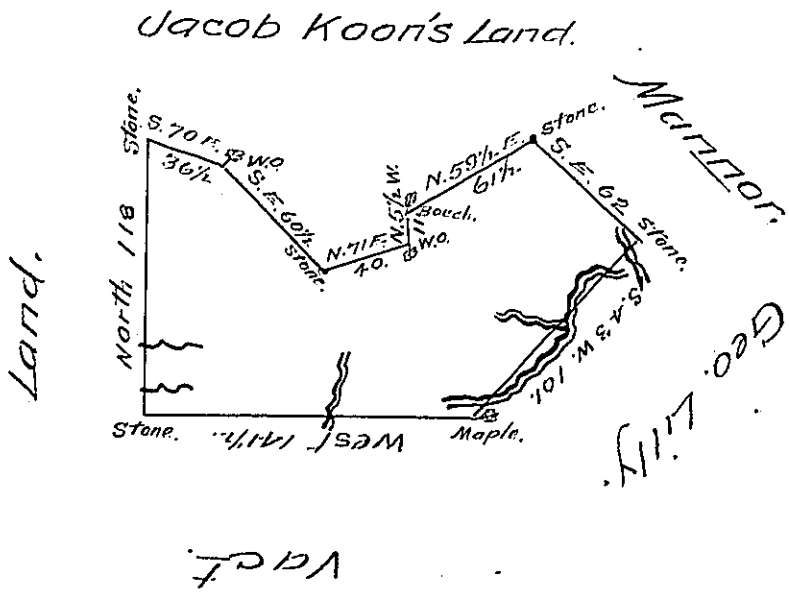 Jacob Koon's Land.
Mannor.
Stone.
S. 70 E.
36½
W.O.
S. E. 60½
Stone.
N. 71 E.
40.
W.O.
N. 5½ W.
11
Beech.
N. 59½ E.
61½.
Stone.
S. E. 62
Stone.
S. 43 W. 101.
Geo. Lilly.
Maple.
West 141½.
Stone.
North 118
Land.
Vact.